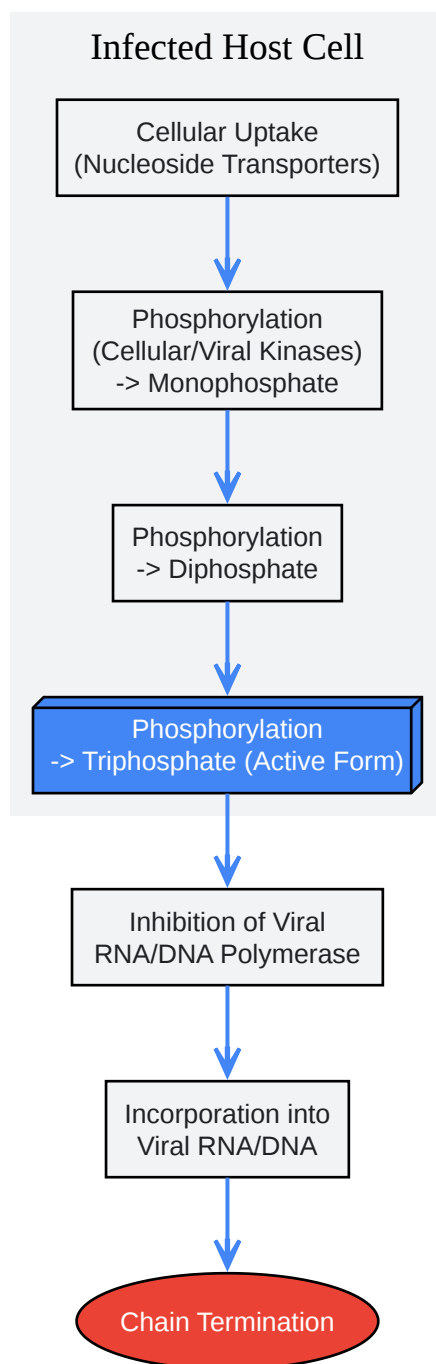 Infected Host Cell
Cellular Uptake
(Nucleoside Transporters)
Phosphorylation
(Cellular/Viral Kinases)
-> Monophosphate
Phosphorylation
-> Diphosphate
Phosphorylation
-> Triphosphate (Active Form)
Inhibition of Viral
RNA/DNA Polymerase
Incorporation into
Viral RNA/DNA
Chain Termination